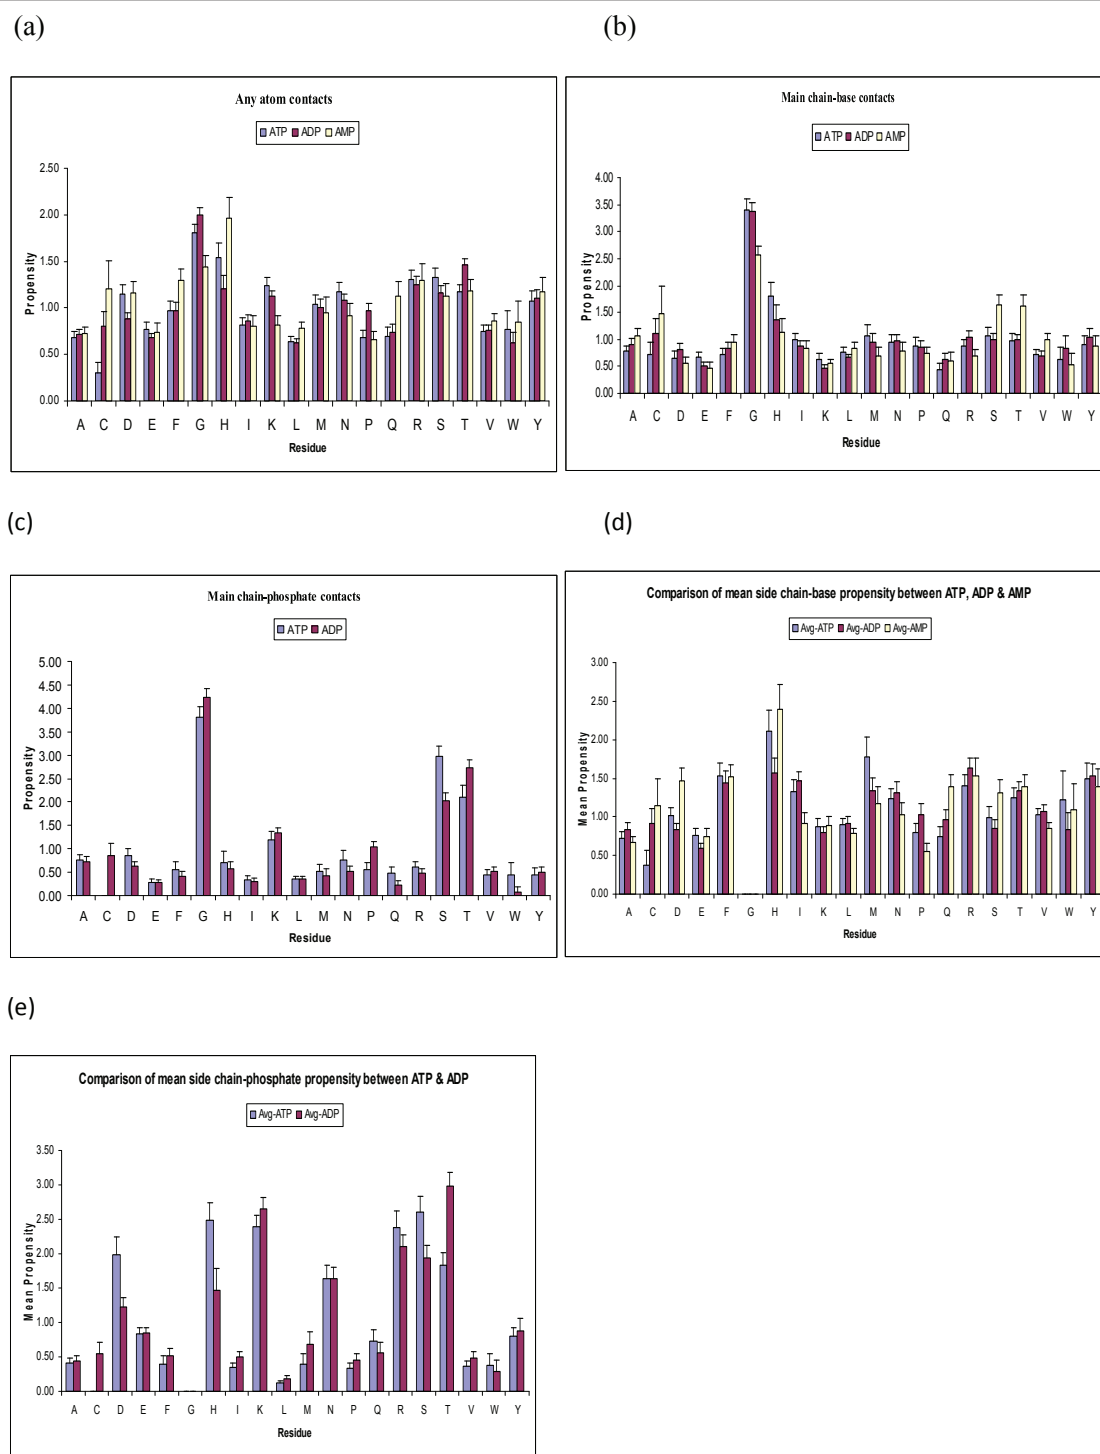 (a)
(b)
Any atom contacts
ATP ADP AMP
2.50
2.00
1.50
1.00
0.50
0.00
Propensity
A C D E F G H I K L M N P Q R S T V W Y
Residue
Main chain-base contacts
ATP ADP AMP
4.00
3.50
3.00
2.50
2.00
1.50
1.00
0.50
0.00
Propensity
A C D E F G H I K L M N P Q R S T V W Y
Residue
(c)
(d)
Main chain-phosphate contacts
ATP ADP
5.00
4.50
4.00
3.50
3.00
2.50
2.00
1.50
1.00
0.50
0.00
Propensity
A C D E F G H I K L M N P Q R S T V W Y
Residue
Comparison of mean side chain-base propensity between ATP, ADP & AMP
Avg-ATP Avg-ADP Avg-AMP
3.00
2.50
2.00
1.50
1.00
0.50
0.00
Mean Propensity
A C D E F G H I K L M N P Q R S T V W Y
Residue
(e)
Comparison of mean side chain-phosphate propensity between ATP & ADP
Avg-ATP Avg-ADP
3.50
3.00
2.50
2.00
1.50
1.00
0.50
0.00
Mean Propensity
A C D E F G H I K L M N P Q R S T V W Y
Residue